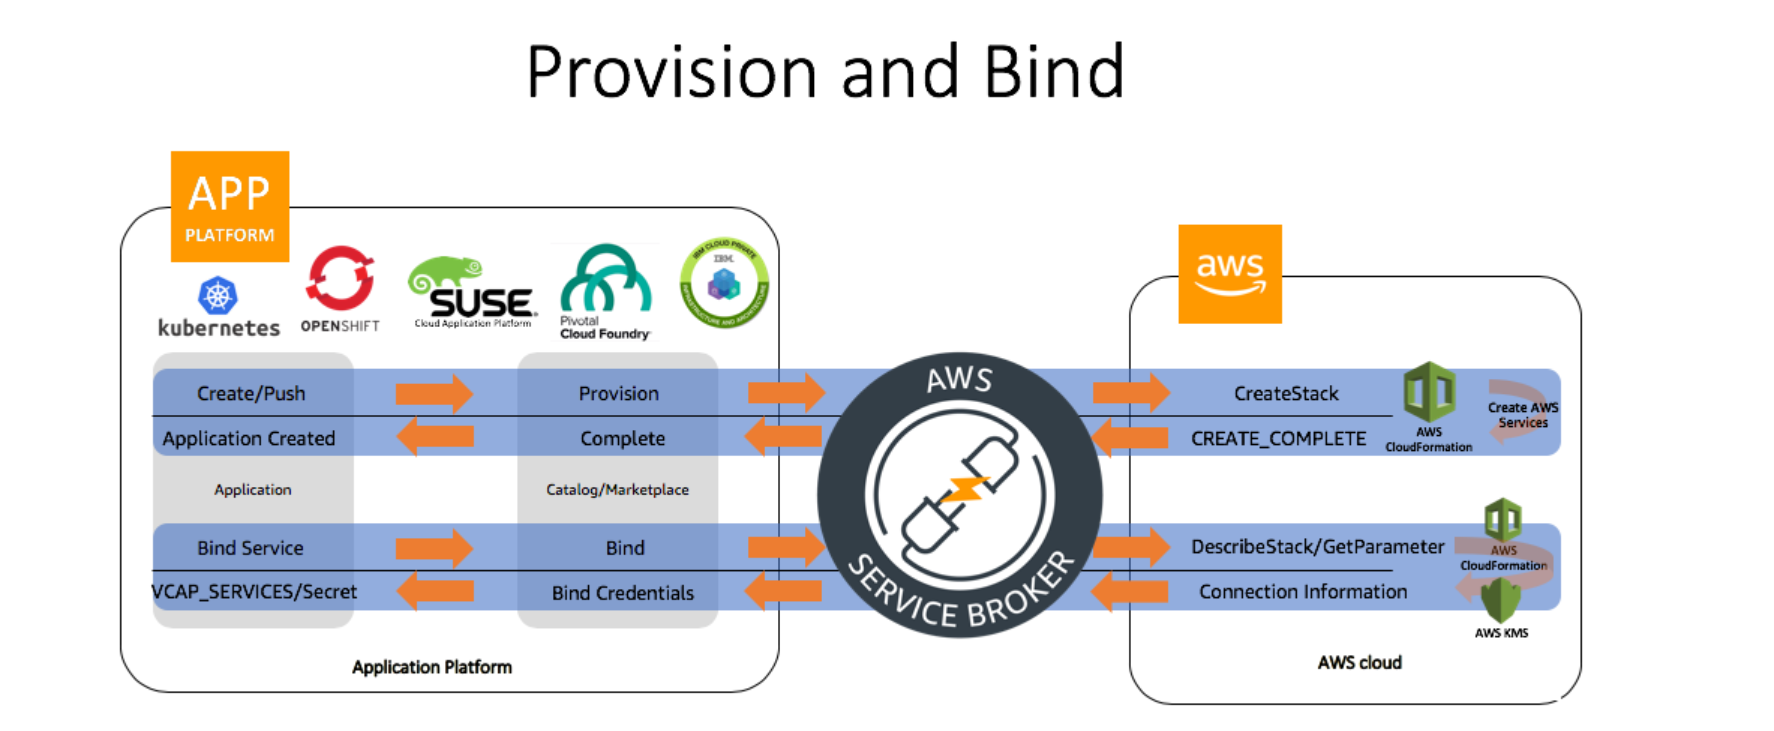 Provision and Bind
APP
PLATFORM
kubernetes
OPENSHIFT
SUSE
Cloud Application Platform
Pivotal
Cloud Foundry
IBM CLOUD PRIVATE
IBM
INFRASTRUCTURE AND ARCHITECTURE
aws
Create/Push
Provision
AWS
SERVICE BROKER
CreateStack
Create AWS
Services
Application Created
Complete
CREATE_COMPLETE
AWS
CloudFormation
Application
Catalog/Marketplace
Bind Service
Bind
DescribeStack/GetParameter
AWS
CloudFormation
VCAP_SERVICES/Secret
Bind Credentials
Connection Information
AWS KMS
Application Platform
AWS cloud